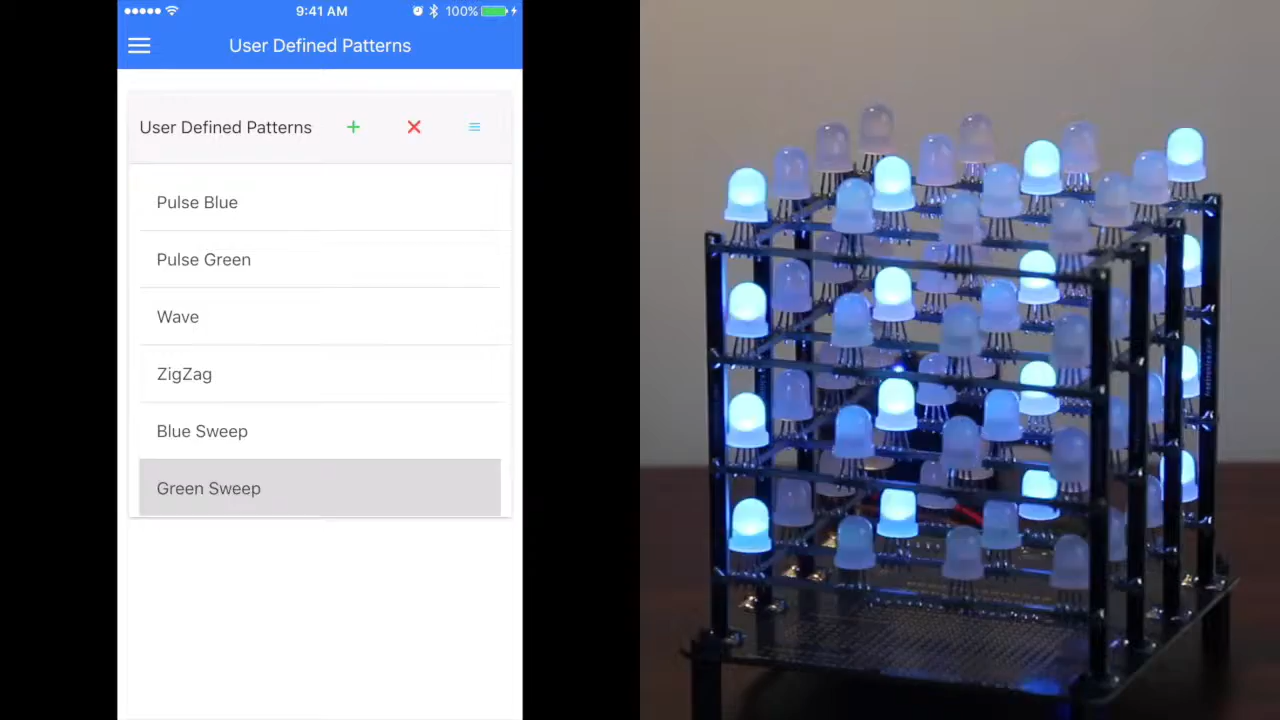 9:41 AM
100%
User Defined Patterns
User Defined Patterns
Pulse Blue
Pulse Green
Wave
ZigZag
Blue Sweep
Green Sweep